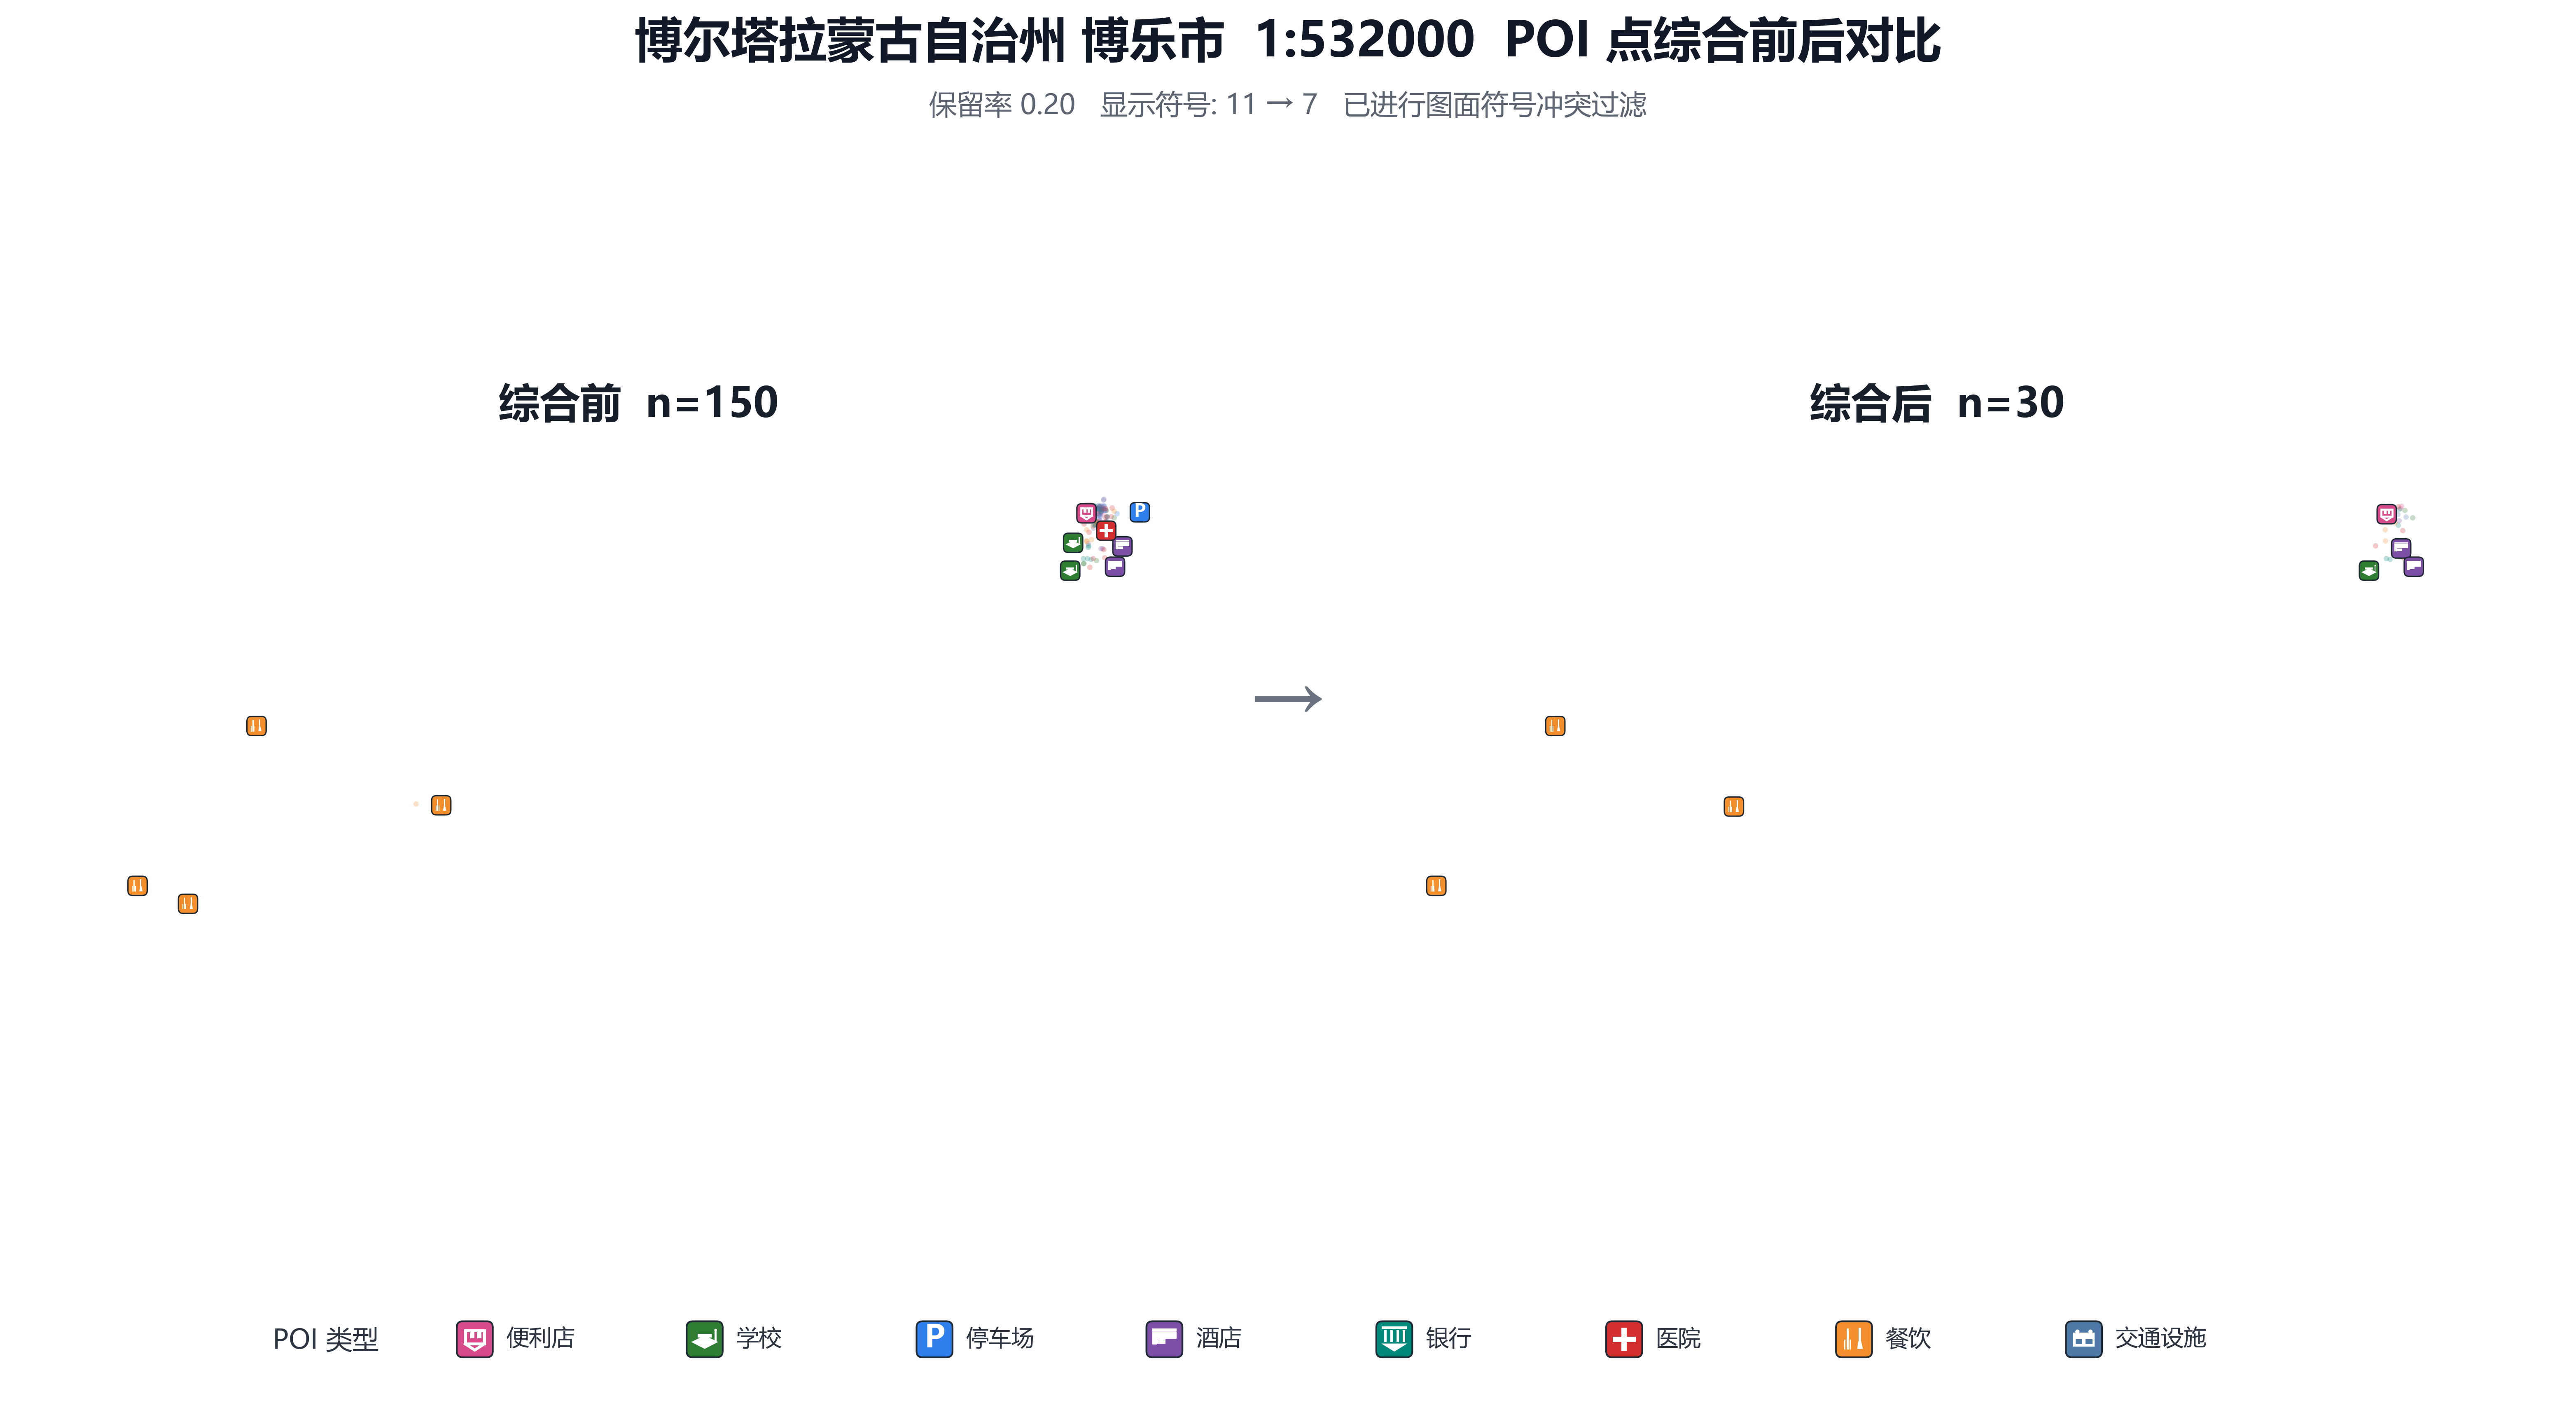 博尔塔拉蒙古自治州 博乐市 1:532000 POI 点综合前后对比
保留率 0.20 显示符号: 11 → 7 已进行图面符号冲突过滤
综合前 n=150
综合后 n=30
P
→
POI 类型 便利店 学校 P 停车场 酒店 银行 医院 餐饮 交通设施